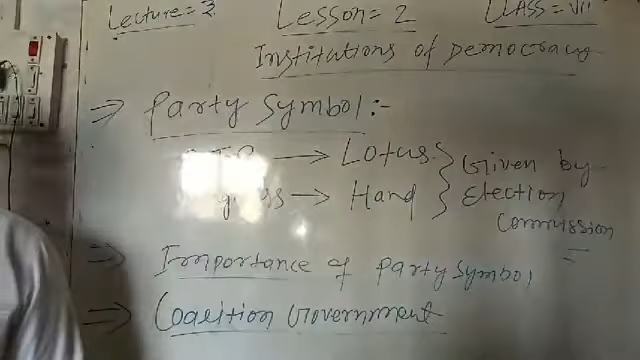 Lecture = 3 Lesson = 2 CLASS = VII
Institutions of Democracy
⇒ Party Symbol :-
→ Lotus } Given by
→ Hand } Election
Commission
⇒ Importance of Party Symbol
⇒ Coalition Government